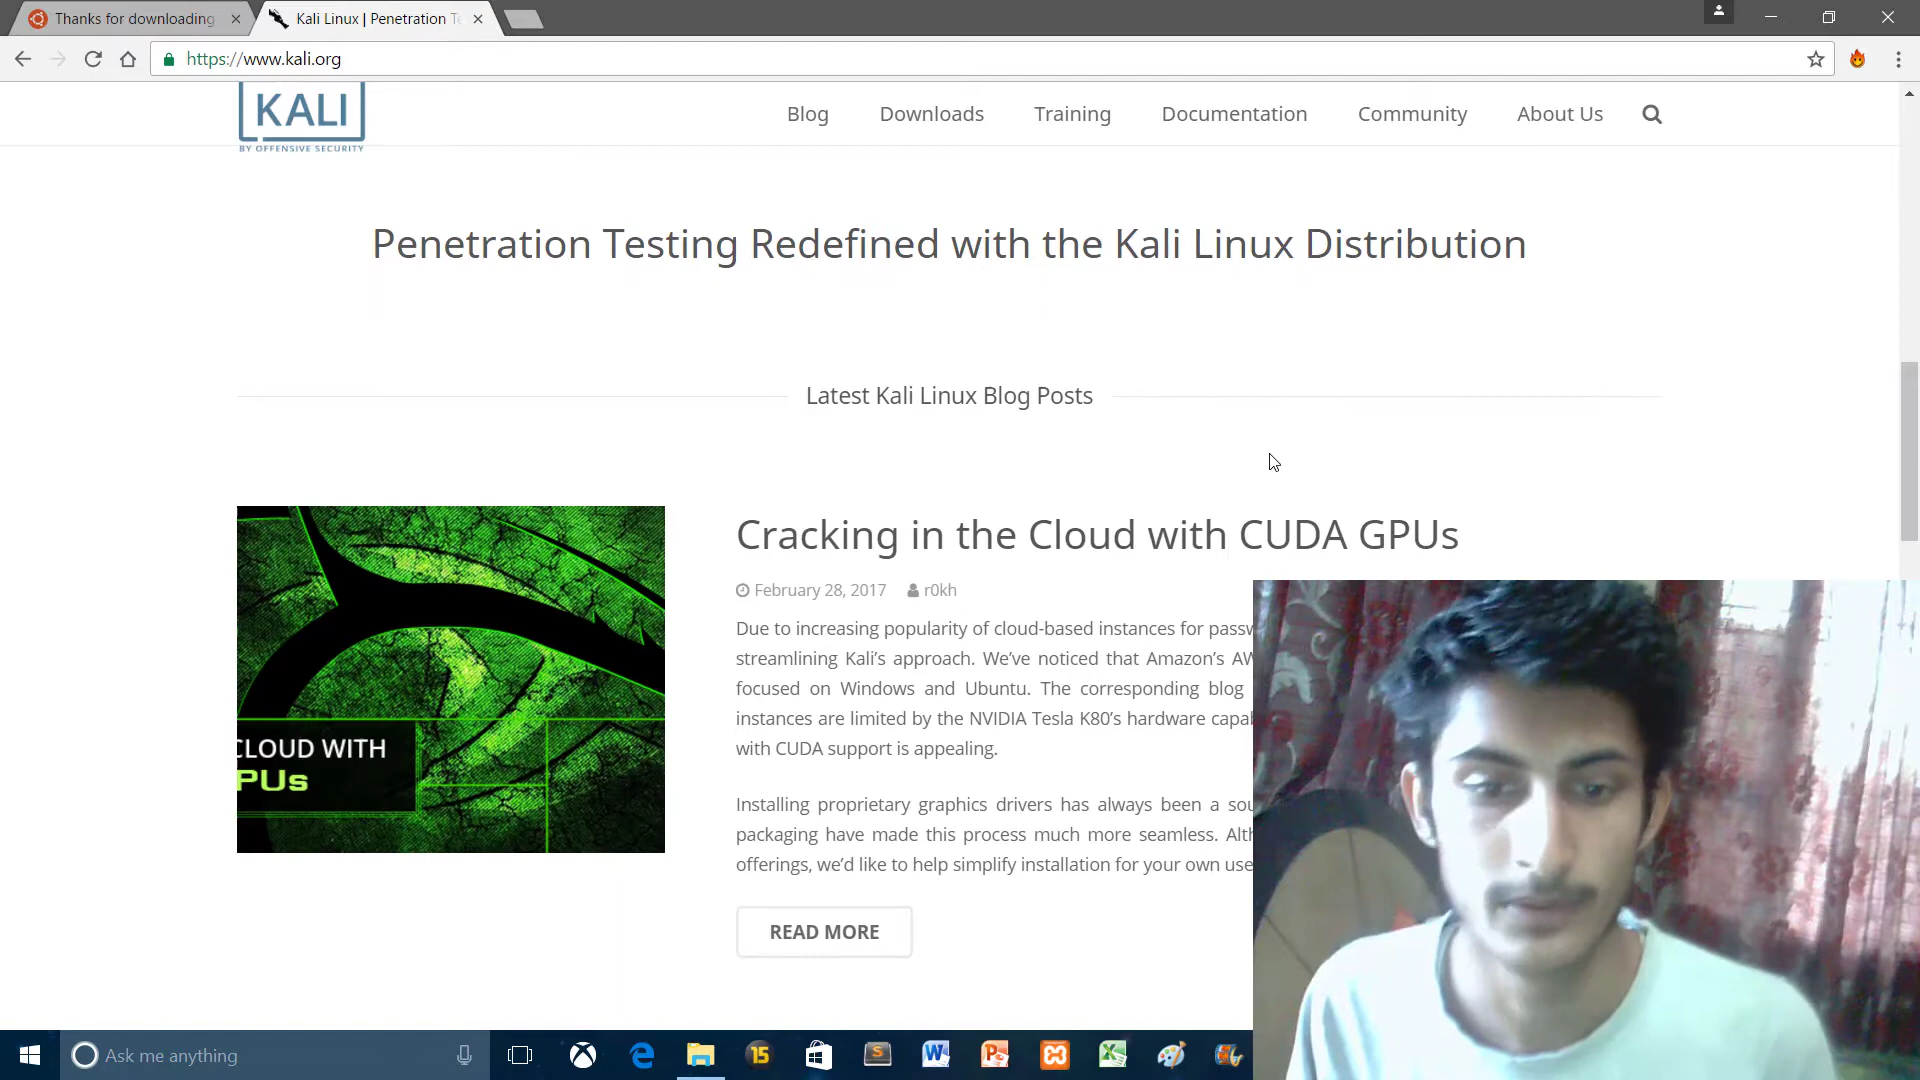 Thanks for downloading
Kali Linux | Penetration Te
https://www.kali.org
KALI
BY OFFENSIVE SECURITY
Blog
Downloads
Training
Documentation
Community
About Us
Penetration Testing Redefined with the Kali Linux Distribution
Latest Kali Linux Blog Posts
CLOUD WITH
PUs
Cracking in the Cloud with CUDA GPUs
February 28, 2017 r0kh
Due to increasing popularity of cloud-based instances for passw
streamlining Kali’s approach. We’ve noticed that Amazon’s AW
focused on Windows and Ubuntu. The corresponding blog
instances are limited by the NVIDIA Tesla K80’s hardware capa
with CUDA support is appealing.
Installing proprietary graphics drivers has always been a sou
packaging have made this process much more seamless. Alth
offerings, we’d like to help simplify installation for your own use
READ MORE
Ask me anything
15